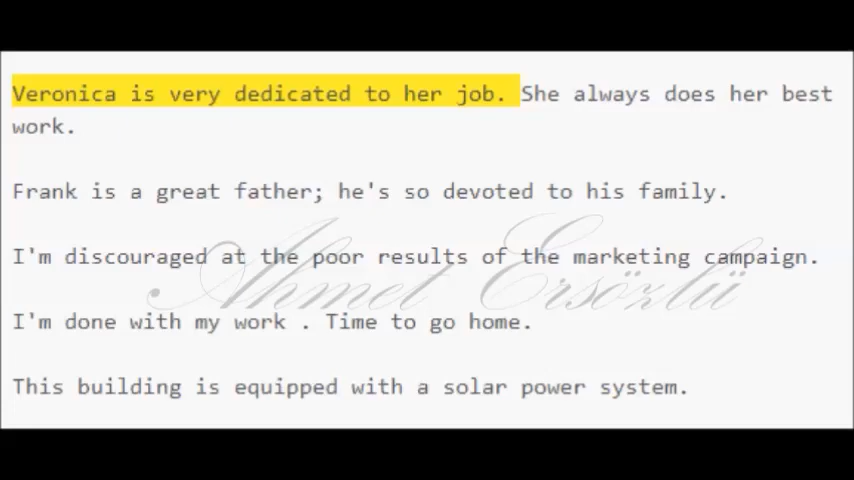 Veronica is very dedicated to her job. She always does her best
work.
Frank is a great father; he's so devoted to his family.
I'm discouraged at the poor results of the marketing campaign.
Ahmet Ersözlü
I'm done with my work . Time to go home.
This building is equipped with a solar power system.